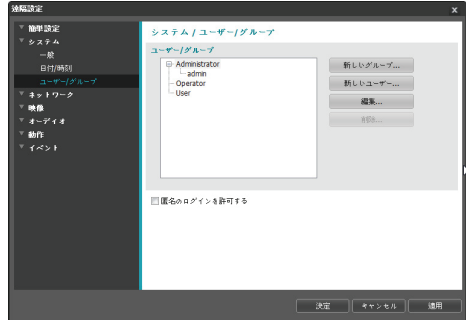 遠隔設定
x
簡単設定
システム
一般
日付/時刻
ユーザー/グループ
ネットワーク
映像
オーディオ
動作
イベント
システム / ユーザー/グループ
ユーザー/グループ
Administrator
admin
Operator
User
新しいグループ...
新しいユーザー...
編集...
削除...
匿名のログインを許可する
決定
キャンセル
適用